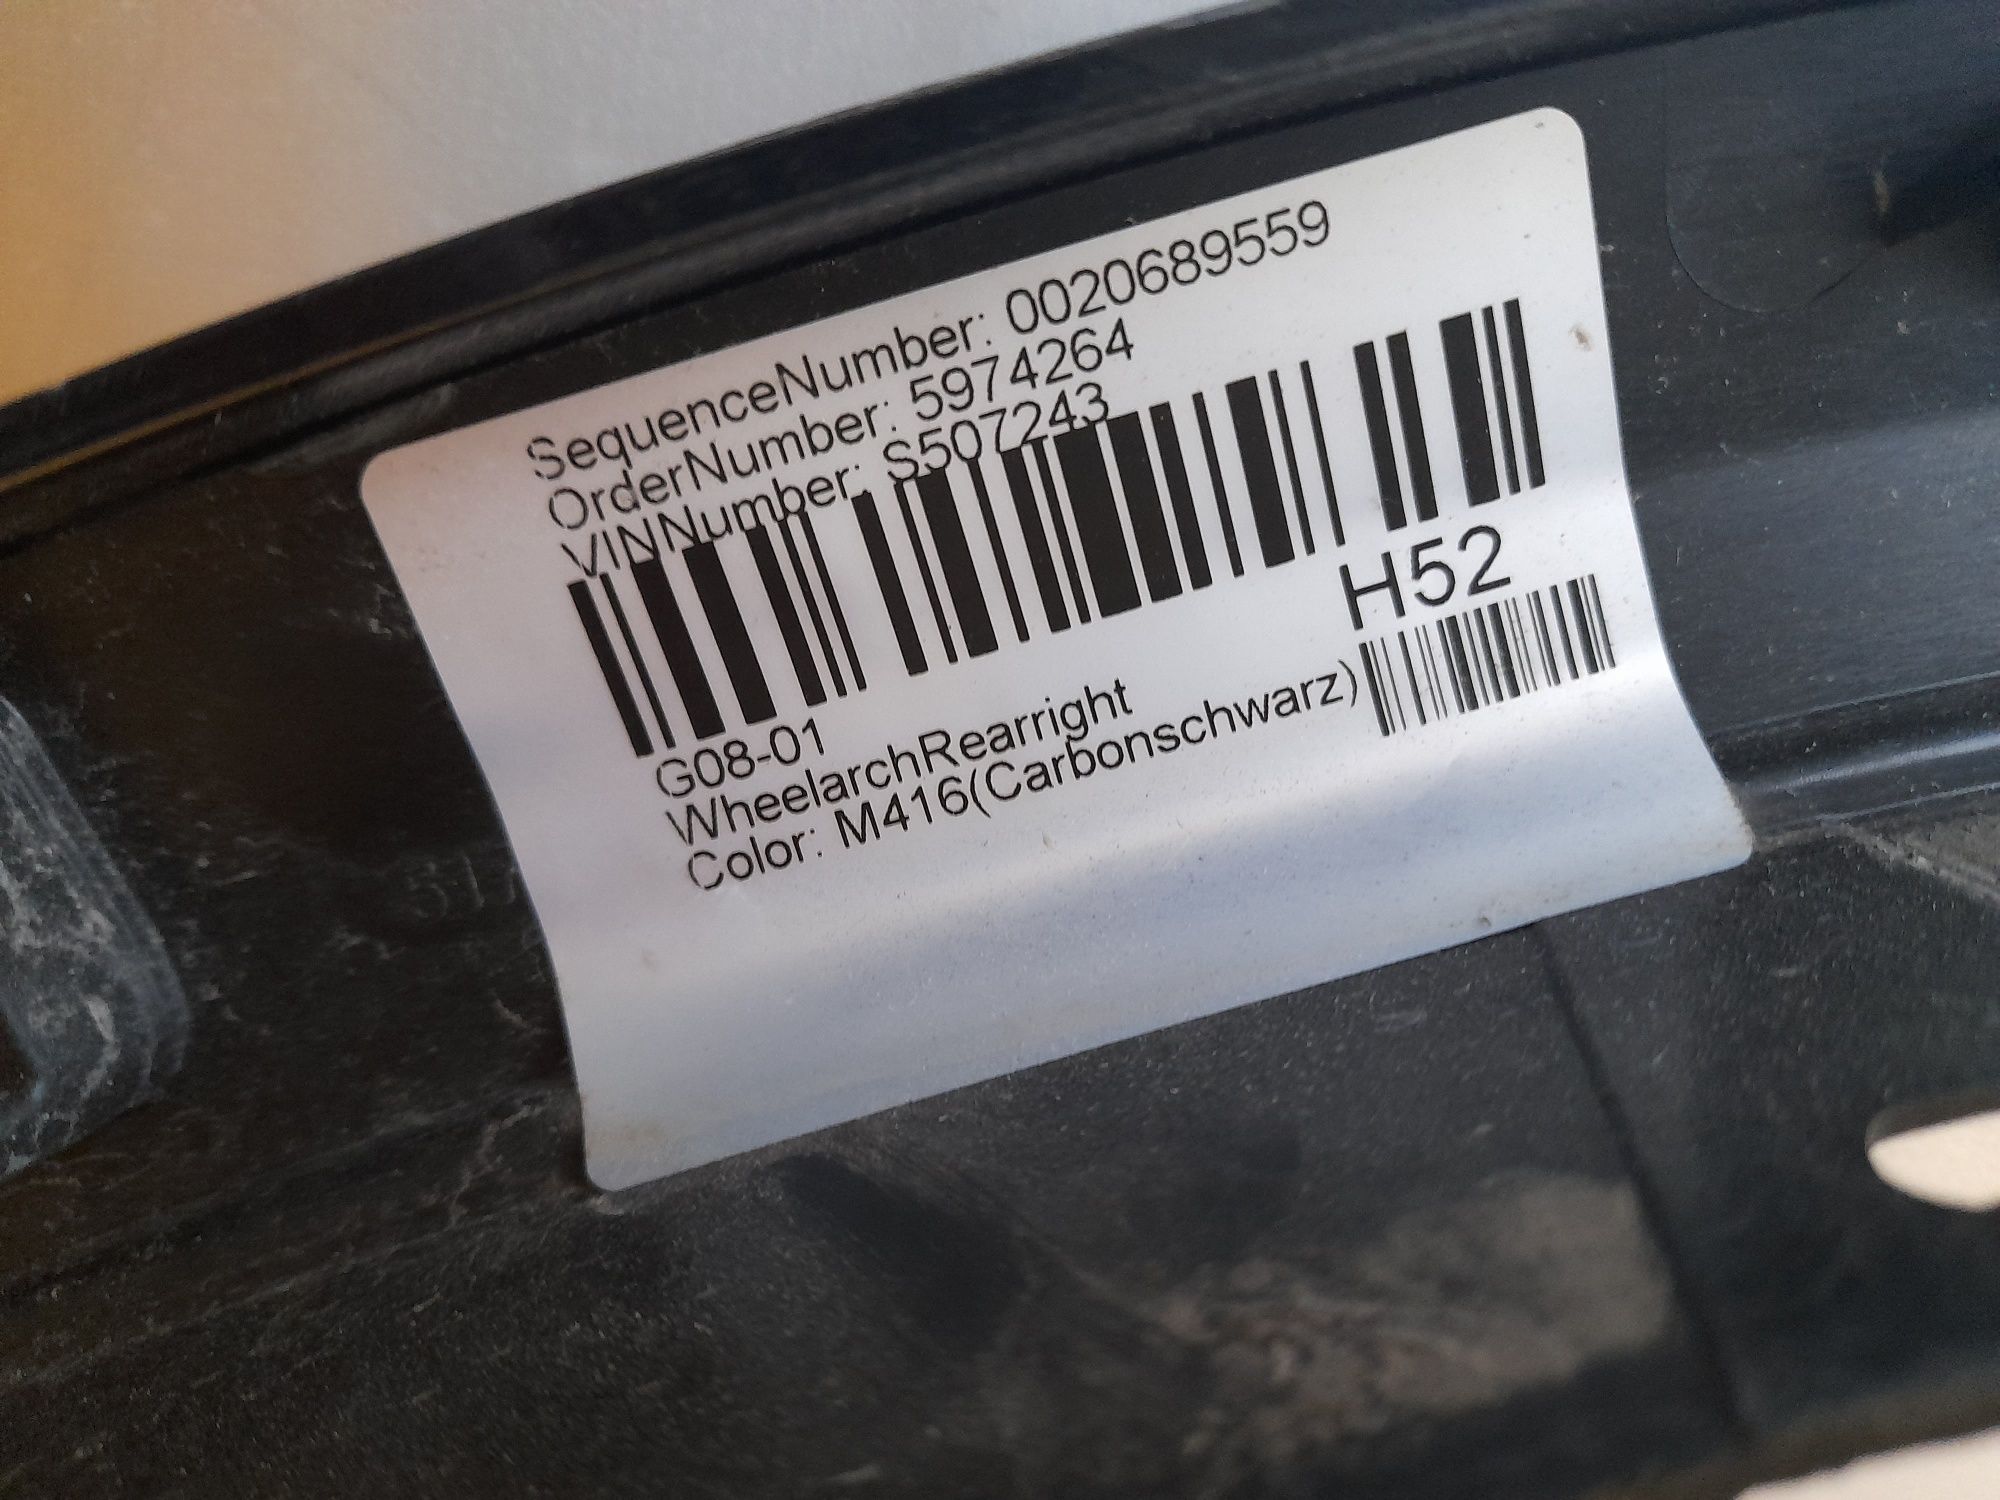 SequenceNumber: 0020689559
OrderNumber: 5974264
VINNumber: S507243
H52
G08-01
WheelarchRearright
Color: M416(Carbonschwarz)